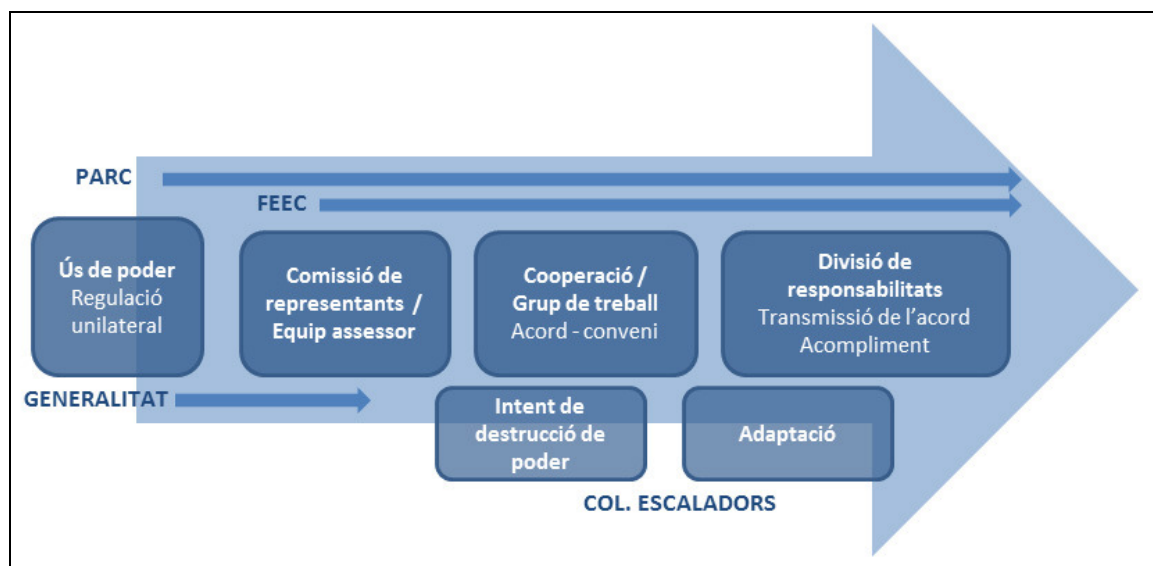 PARC
FEEC
Ús de poder
Regulació
unilateral
Comissió de
representants /
Equip assessor
Cooperació /
Grup de treball
Acord - conveni
Divisió de
responsabilitats
Transmissió de l’acord
Acompliment
GENERALITAT
Intent de
destrucció de
poder
Adaptació
COL. ESCALADORS